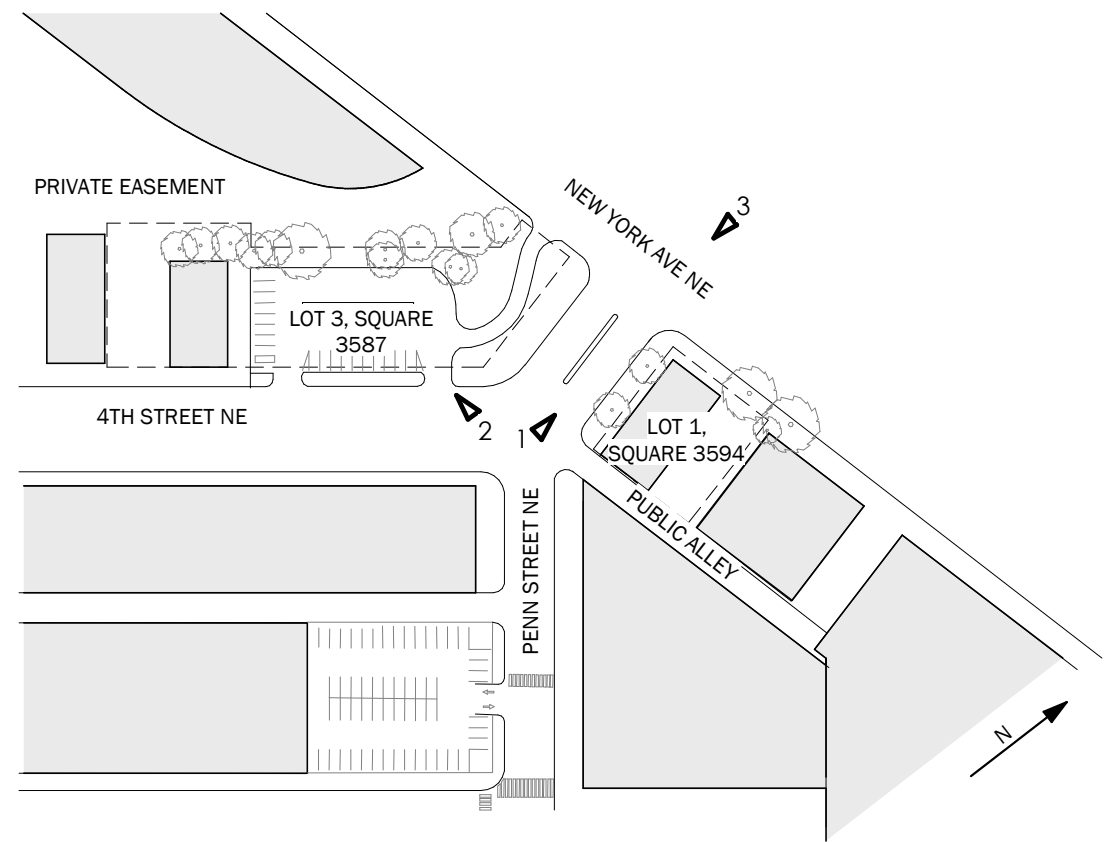 3
NEW YORK AVE NE
PRIVATE EASEMENT
LOT 3, SQUARE
3587
4TH STREET NE
2
1
LOT 1,
SQUARE 3594
PUBLIC ALLEY
PENN STREET NE
N